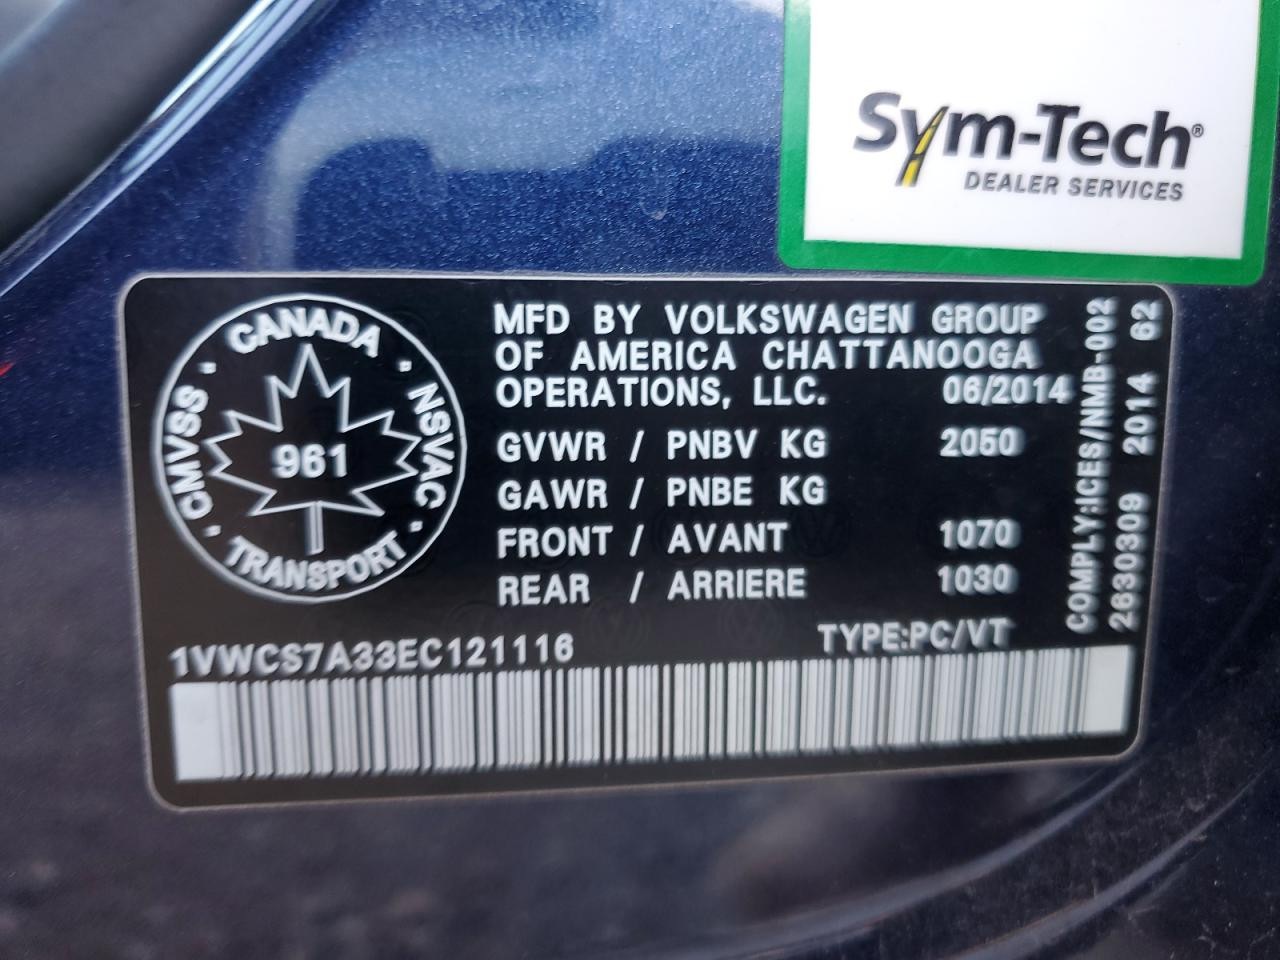 Sym-Tech®
DEALER SERVICES
CANADA
CMVSS · NSVAC
961
TRANSPORT
MFD BY VOLKSWAGEN GROUP
OF AMERICA CHATTANOOGA
OPERATIONS, LLC. 06/2014
GVWR / PNBV KG 2050
GAWR / PNBE KG
FRONT / AVANT 1070
REAR / ARRIERE 1030
1VWCS7A33EC121116 TYPE:PC/VT
COMPLY:ICES/NMB-002
26303309 2014 62